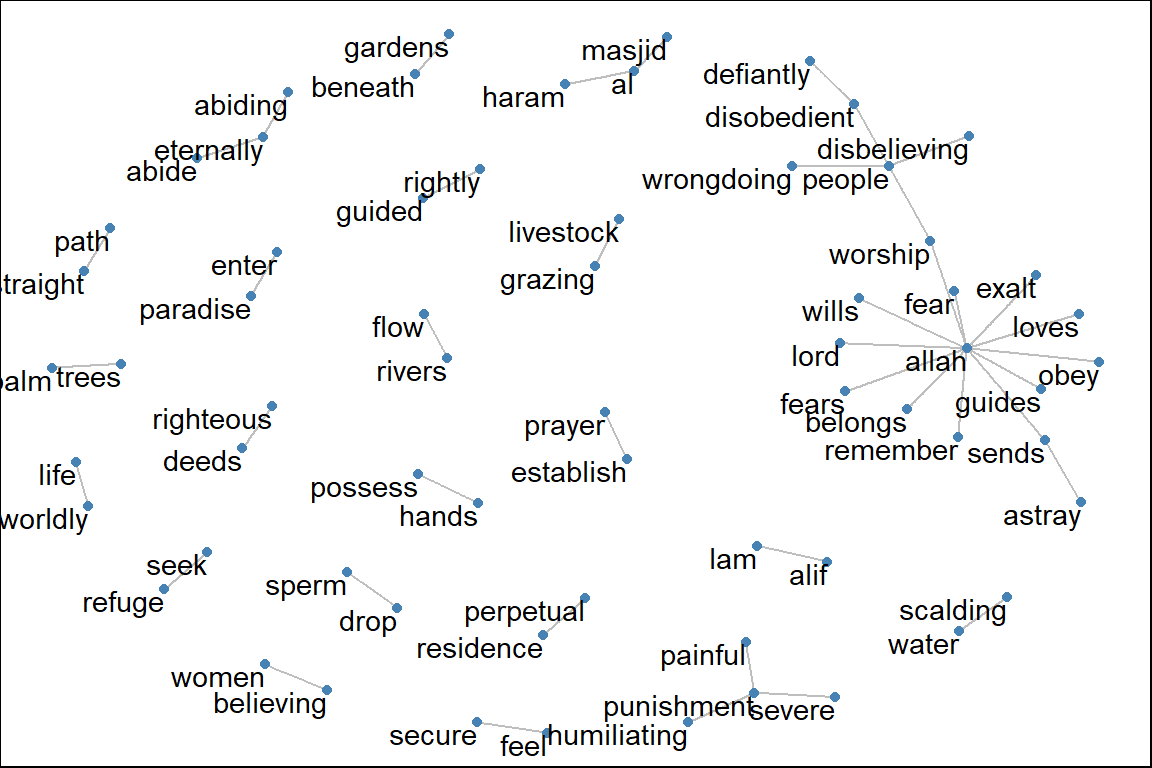 gardens
masjid
beneath
al
haram
defiantly
abiding
disobedient
eternally
disbelieving
abide
wrongdoing
people
rightly
guided
path
livestock
worship
straight
enter
grazing
exalt
paradise
fear
wills
loves
flow
lord
allah
rivers
obey
palm
trees
fears
guides
righteous
belongs
prayer
remember
sends
deeds
establish
life
possess
astray
worldly
hands
seek
lam
alif
sperm
refuge
scalding
perpetual
drop
water
residence
painful
women
believing
punishment
severe
secure
feel
humiliating